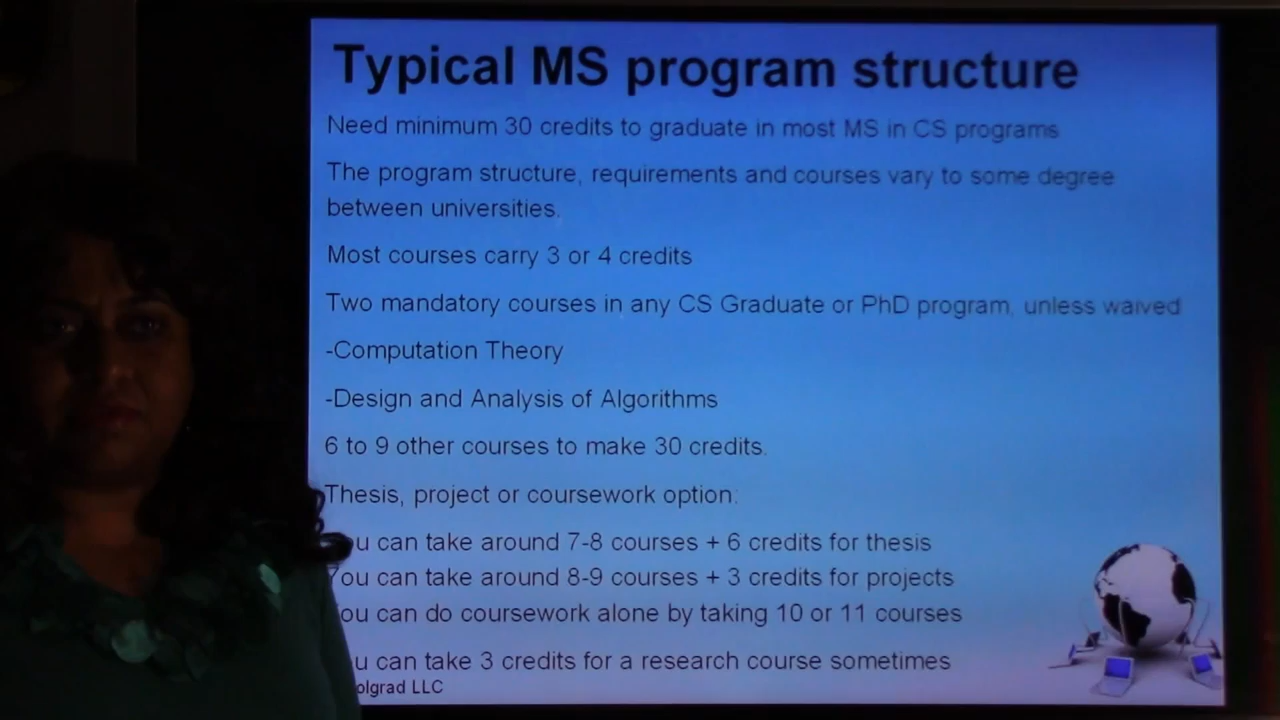 Typical MS program structure
Need minimum 30 credits to graduate in most MS in CS programs
The program structure, requirements and courses vary to some degree
between universities.
Most courses carry 3 or 4 credits
Two mandatory courses in any CS Graduate or PhD program, unless waived
-Computation Theory
-Design and Analysis of Algorithms
6 to 9 other courses to make 30 credits.
Thesis, project or coursework option:
can take around 7-8 courses + 6 credits for thesis
You can take around 8-9 courses + 3 credits for projects
can do coursework alone by taking 10 or 11 courses
can take 3 credits for a research course sometimes
LLC